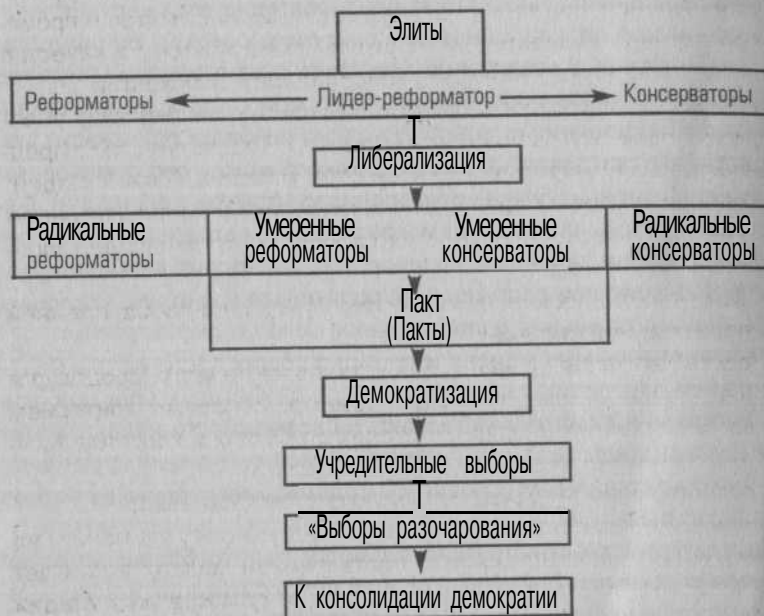 Элиты
Реформаторы Лидер-реформатор Консерваторы
Либерализация
Радикальные Умеренные Умеренные Радикальные
реформаторы реформаторы консерваторы консерваторы
Пакт
(Пакты)
Демократизация
Учредительные выборы
«Выборы разочарования»
К консолидации демократии